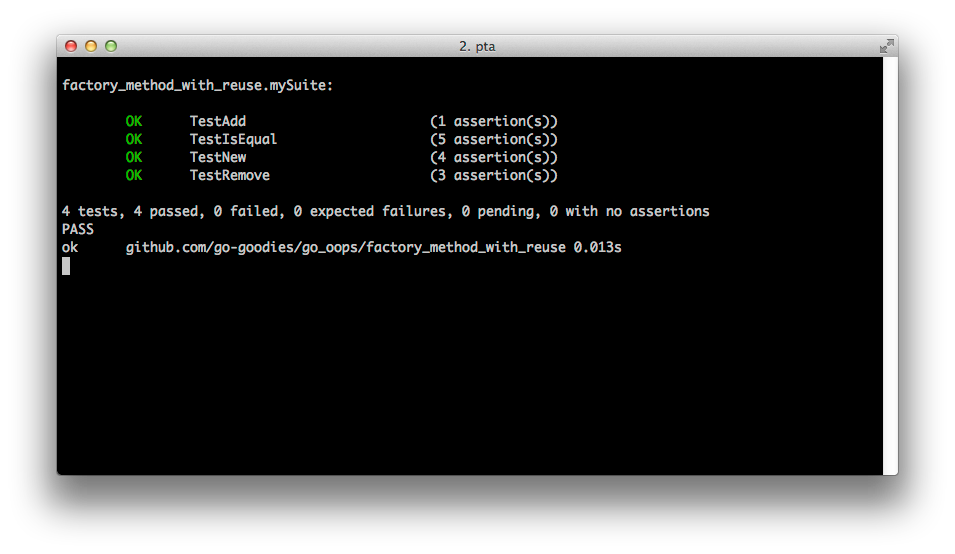 2. pta
factory_method_with_reuse.mySuite:
OK TestAdd (1 assertion(s))
OK TestIsEqual (5 assertion(s))
OK TestNew (4 assertion(s))
OK TestRemove (3 assertion(s))
4 tests, 4 passed, 0 failed, 0 expected failures, 0 pending, 0 with no assertions
PASS
ok github.com/go-goodies/go_oops/factory_method_with_reuse 0.013s